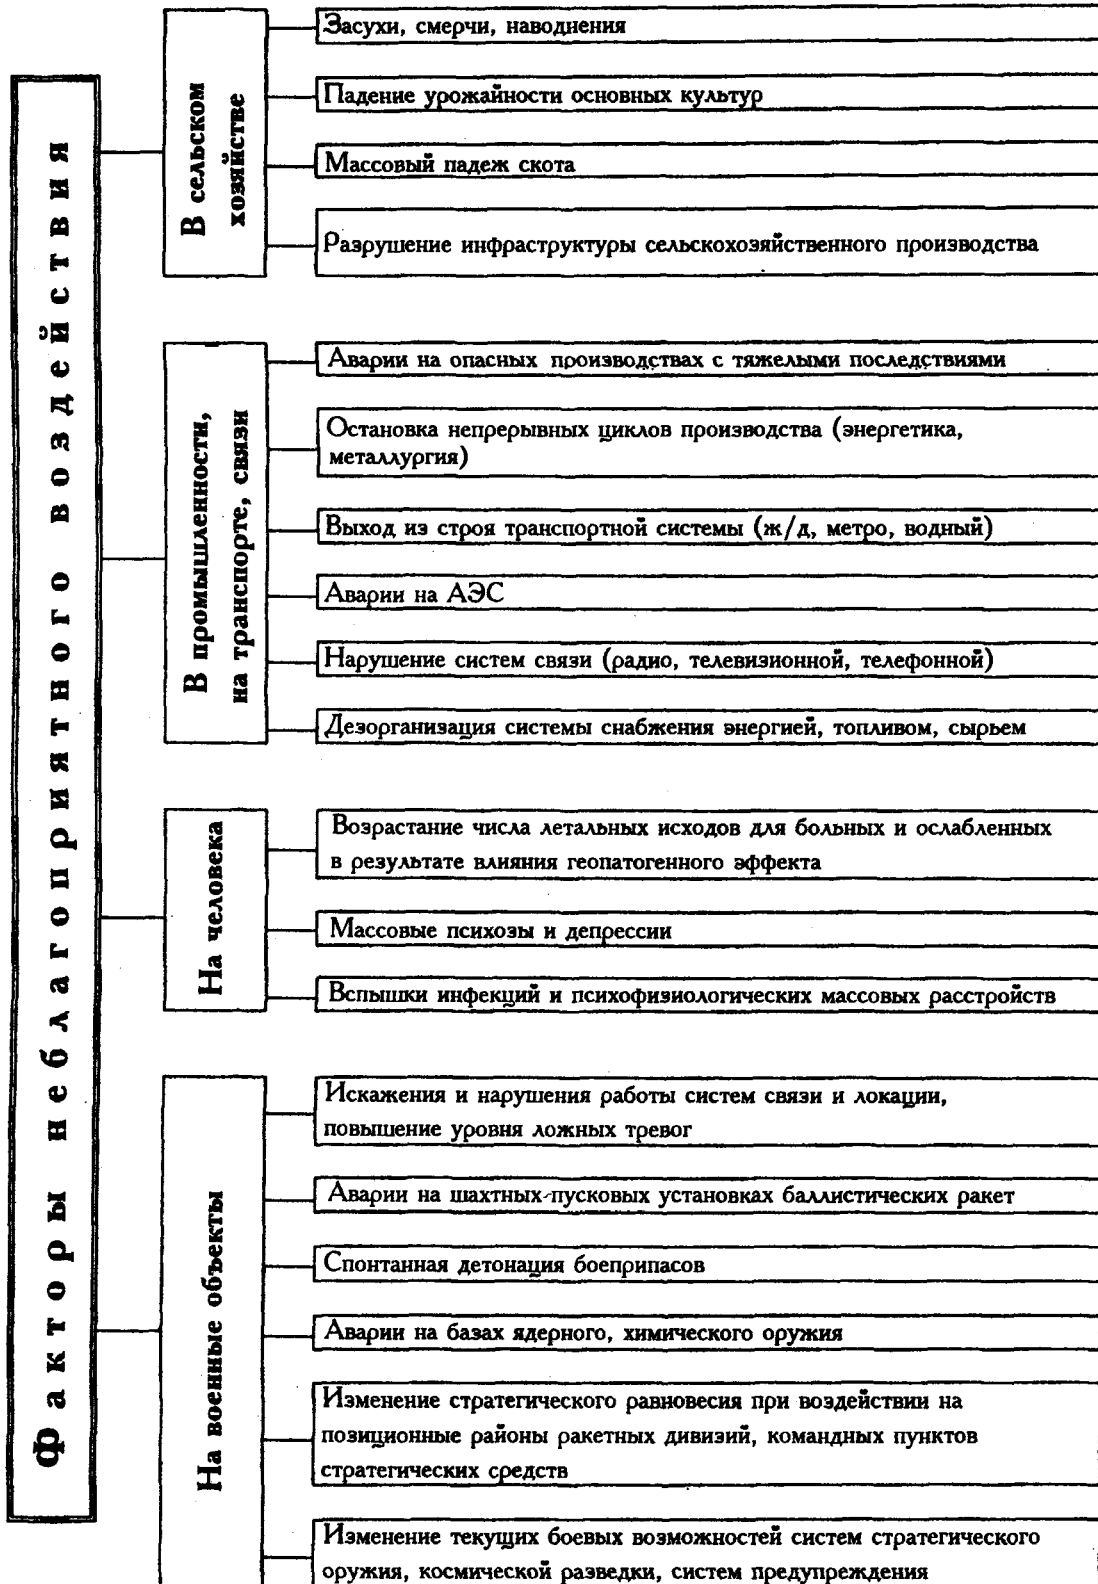 Факторы неблагоприятного воздействия
В сельском
хозяйстве
Засухи, смерчи, наводнения
Падение урожайности основных культур
Массовый падеж скота
Разрушение инфраструктуры сельскохозяйственного производства
В промышленности,
на транспорте, связи
Аварии на опасных производствах с тяжелыми последствиями
Остановка непрерывных циклов производства (энергетика,
металлургия)
Выход из строя транспортной системы (ж/д, метро, водный)
Аварии на АЭС
Нарушение систем связи (радио, телевизионной, телефонной)
Дезорганизация системы снабжения энергией, топливом, сырьем
На человека
Возрастание числа летальных исходов для больных и ослабленных
в результате влияния геопатогенного эффекта
Массовые психозы и депрессии
Вспышки инфекций и психофизиологических массовых расстройств
На военные объекты
Искажения и нарушения работы систем связи и локации,
повышение уровня ложных тревог
Аварии на шахтных-пусковых установках баллистических ракет
Спонтанная детонация боеприпасов
Аварии на базах ядерного, химического оружия
Изменение стратегического равновесия при воздействии на
позиционные районы ракетных дивизий, командных пунктов
стратегических средств
Изменение текущих боевых возможностей систем стратегического
оружия, космической разведки, систем предупреждения